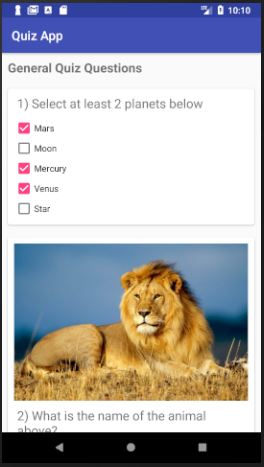 10:10
Quiz App
General Quiz Questions
1) Select at least 2 planets below
Mars
Moon
Mercury
Venus
Star
2) What is the name of the animal
above?